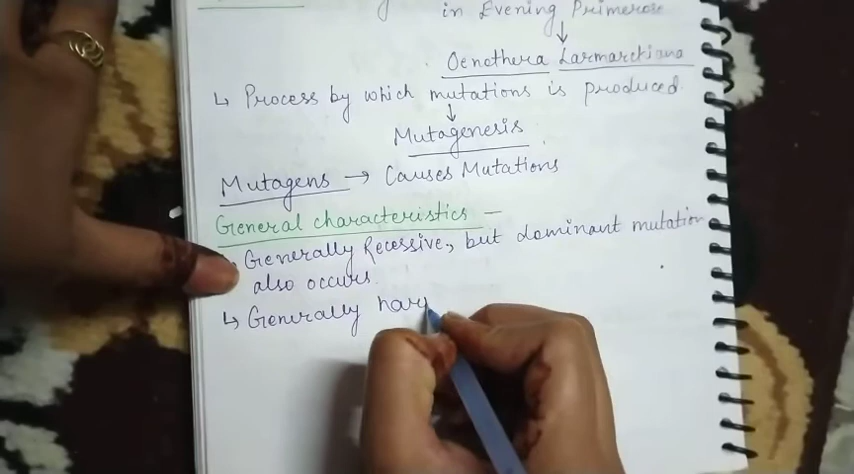 in Evening Primerose
↓
Oenothera Larmarckiana
↳ Process by which mutations is produced.
↓
Mutagenesis
Mutagens → Causes Mutations
General characteristics —
Generally Recessive, but dominant mutation
also occurs.
↳ Generally har